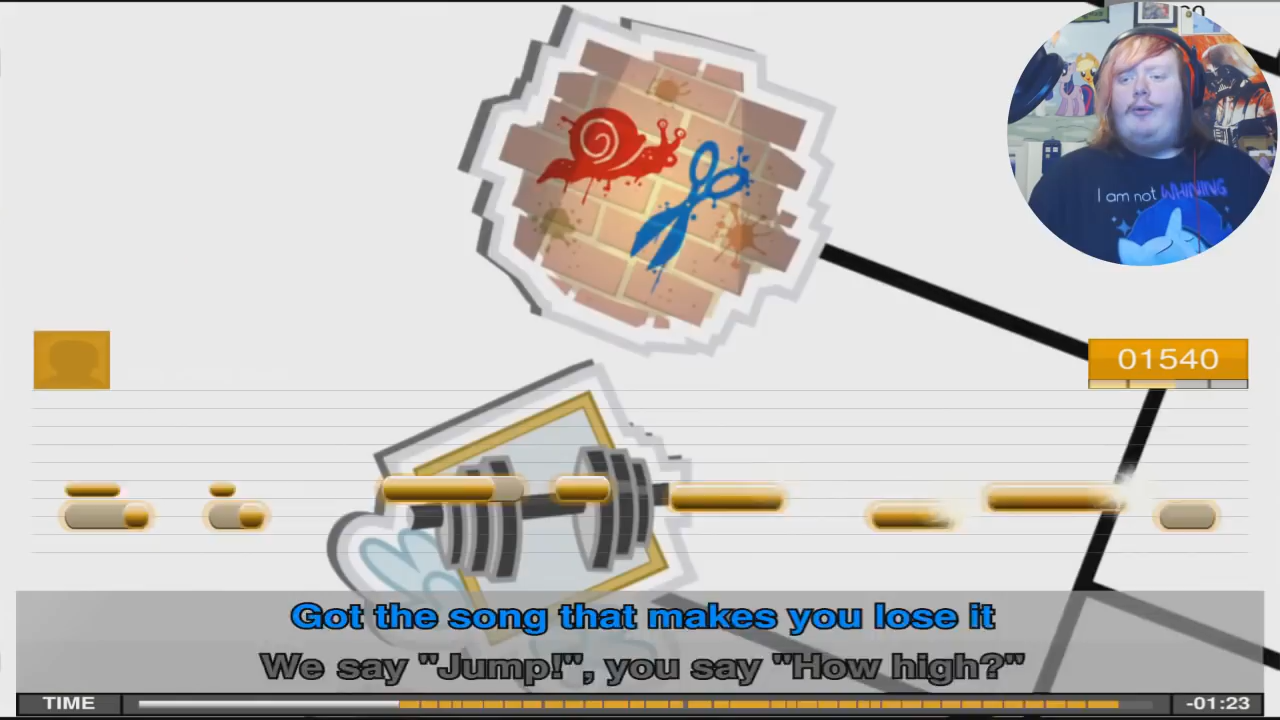 I am not WHINING
01540
Got the song that makes you lose it
We say "Jump!", you say "How high?"
TIME
-01:23